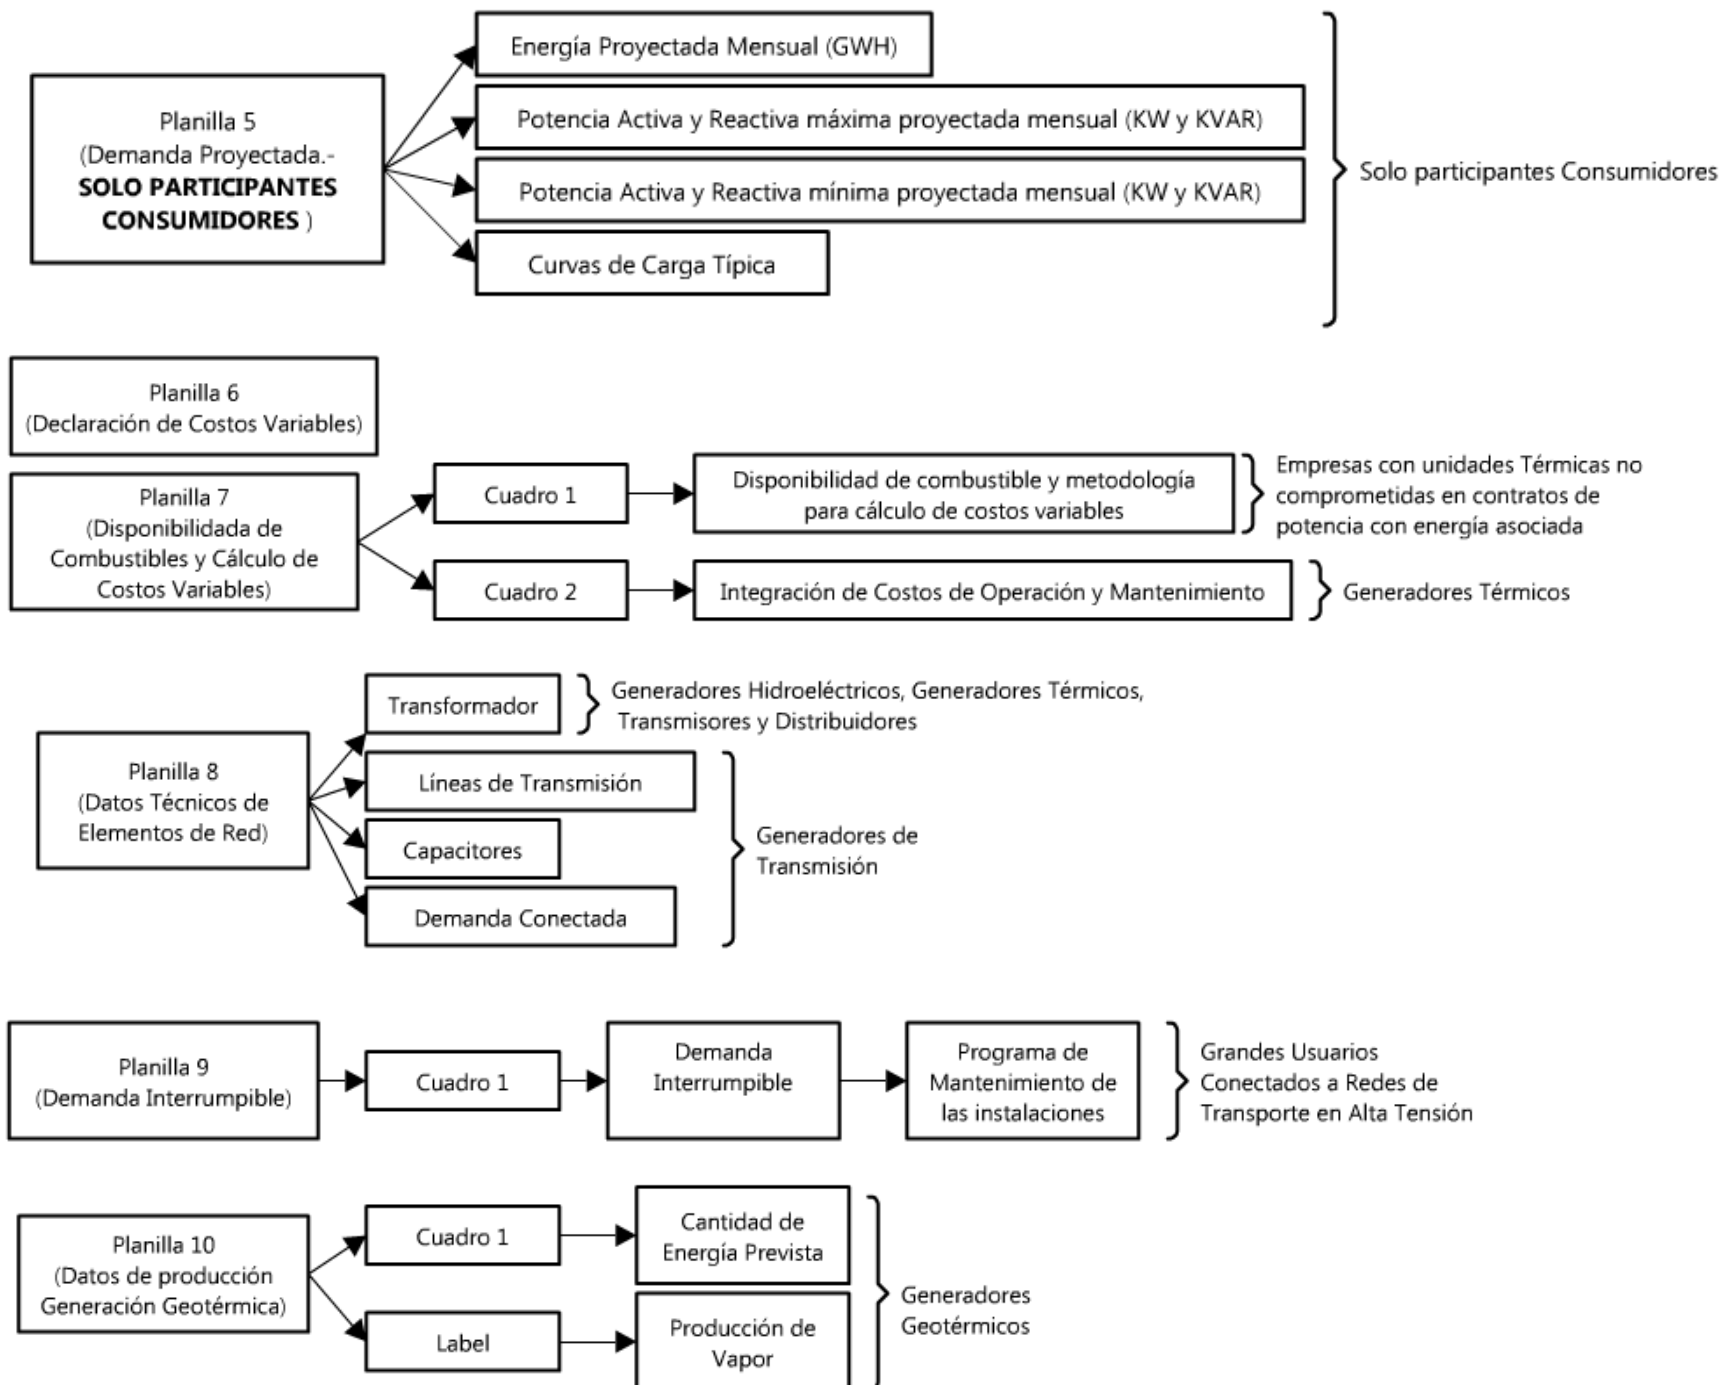 Planilla 5
(Demanda Proyectada.-
SOLO PARTICIPANTES
CONSUMIDORES )
Energía Proyectada Mensual (GWH)
Potencia Activa y Reactiva máxima proyectada mensual (KW y KVAR)
Potencia Activa y Reactiva mínima proyectada mensual (KW y KVAR)
Curvas de Carga Típica
Solo participantes Consumidores
Planilla 6
(Declaración de Costos Variables)
Planilla 7
(Disponibilidada de
Combustibles y Cálculo de
Costos Variables)
Cuadro 1
Disponibilidad de combustible y metodología
para cálculo de costos variables
Empresas con unidades Térmicas no
comprometidas en contratos de
potencia con energía asociada
Cuadro 2
Integración de Costos de Operación y Mantenimiento
Generadores Térmicos
Planilla 8
(Datos Técnicos de
Elementos de Red)
Transformador
Generadores Hidroeléctricos, Generadores Térmicos,
Transmisores y Distribuidores
Líneas de Transmisión
Capacitores
Demanda Conectada
Generadores de
Transmisión
Planilla 9
(Demanda Interrumpible)
Cuadro 1
Demanda
Interrumpible
Programa de
Mantenimiento de
las instalaciones
Grandes Usuarios
Conectados a Redes de
Transporte en Alta Tensión
Planilla 10
(Datos de producción
Generación Geotérmica)
Cuadro 1
Cantidad de
Energía Prevista
Label
Producción de
Vapor
Generadores
Geotérmicos